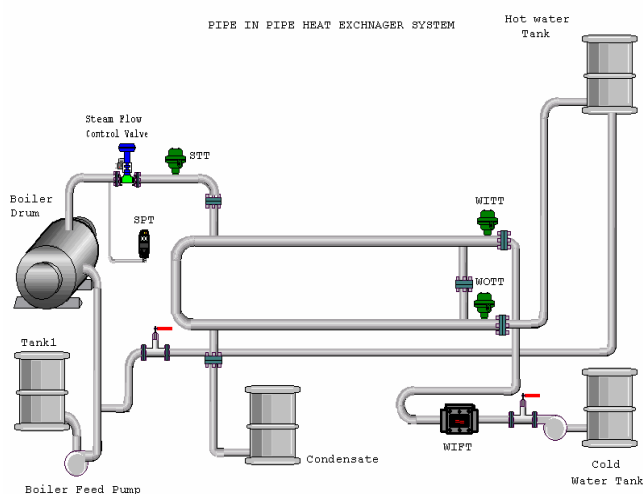 PIPE IN PIPE HEAT EXCHNAGER SYSTEM
Hot water
Tank
Steam Flow
Control Valve
STT
Boiler
Drum
SPT
WITT
WOTT
Tank1
Condensate
WIFT
Boiler Feed Pump
Cold
Water Tank